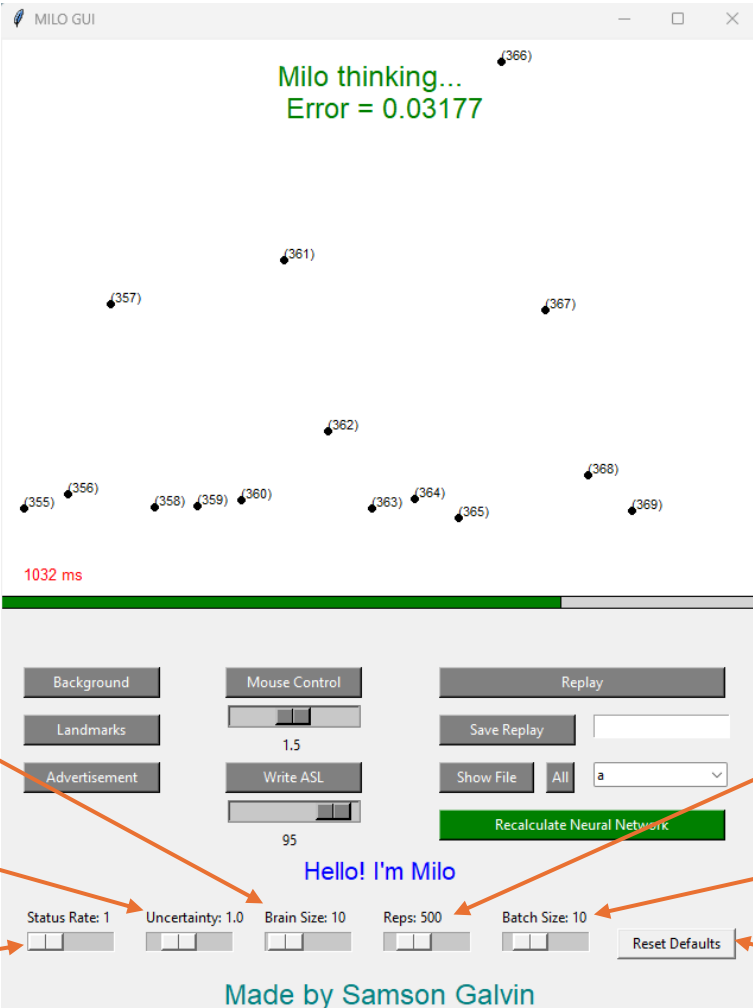 MILO GUI
(366)
Milo thinking...
Error = 0.03177
(361)
(357)
(367)
(362)
(368)
(356)
(364)
(360)
(359)
(355)
(358)
(363)
(369)
(365)
1032 ms
Background
Mouse Control
Replay
Landmarks
1.5
Save Replay
Advertisement
Write ASL
Show File
All
a
95
Recalculate Neural Network
Hello! I'm Milo
Status Rate: 1
Uncertainty: 1.0
Brain Size: 10
Reps: 500
Batch Size: 10
Reset Defaults
Made by Samson Galvin